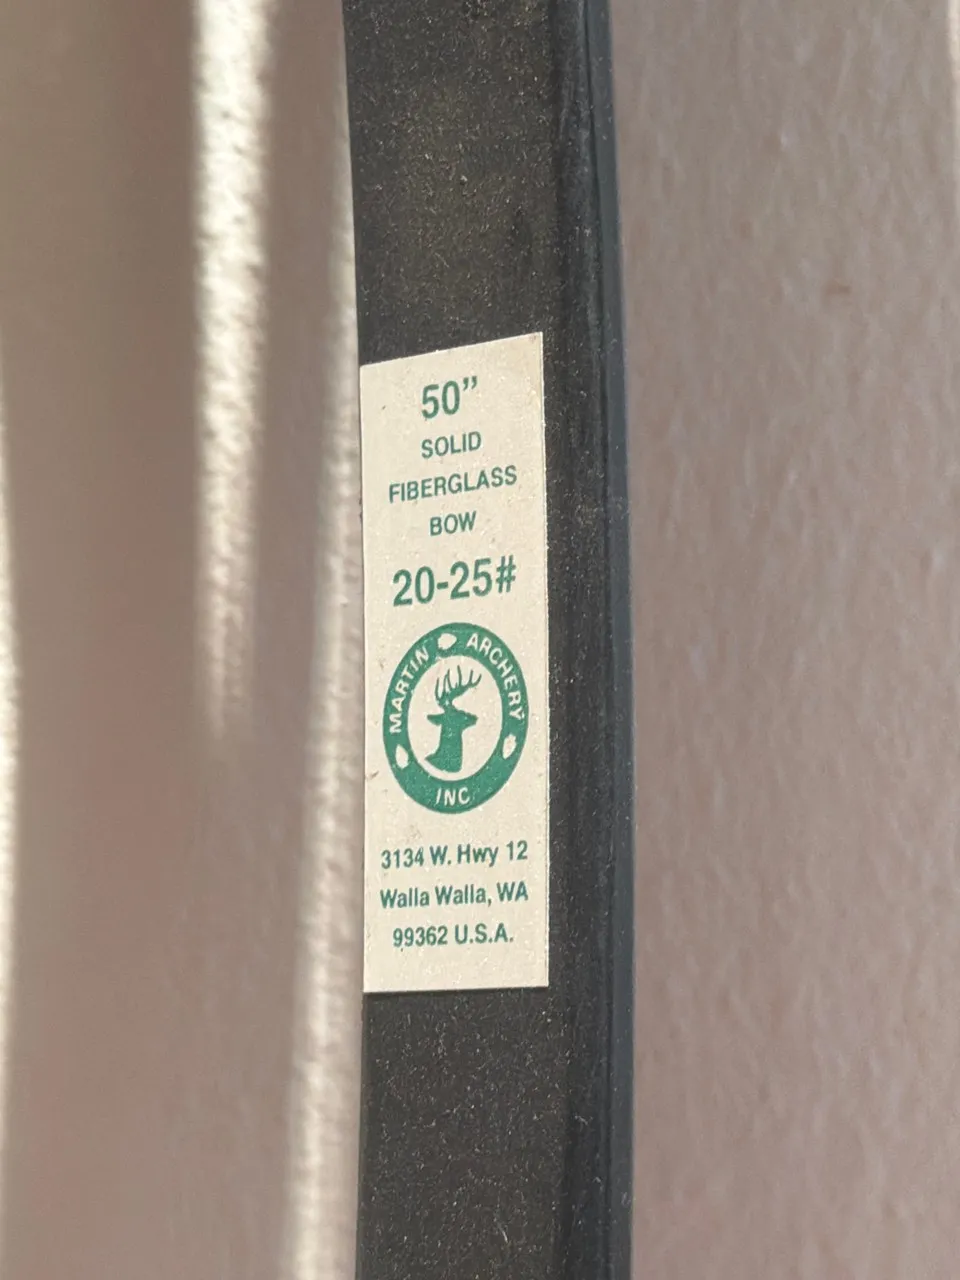 50”
SOLID
FIBERGLASS
BOW
20-25#
MARTIN ARCHERY
INC
3134 W. Hwy 12
Walla Walla, WA
99362 U.S.A.